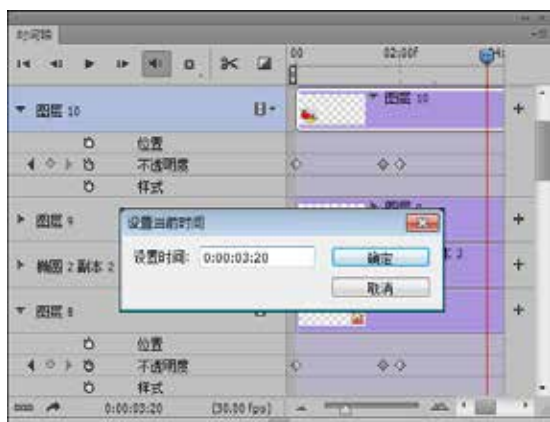 时间轴
00 02:00f 04:
图层 10 图层 10
位置
不透明度
样式
图层 9
设置当前时间
椭圆 2 副本 2
设置时间: 0:00:03:20 确定
取消
图层 8
位置
不透明度
样式
0:00:03:20 (30.00 fps)